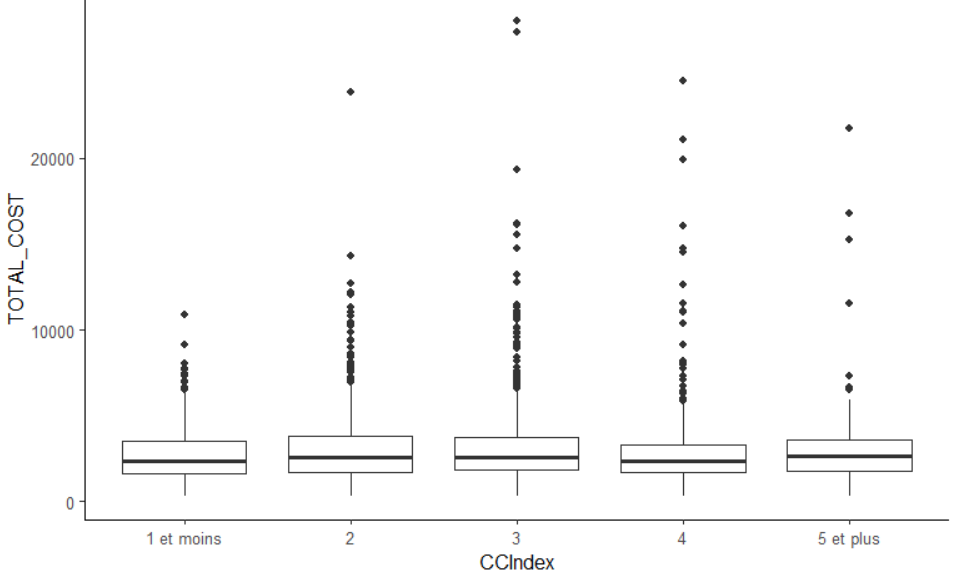 TOTAL_COST
20000
10000
0
1 et moins
2
3
4
5 et plus
CCIndex